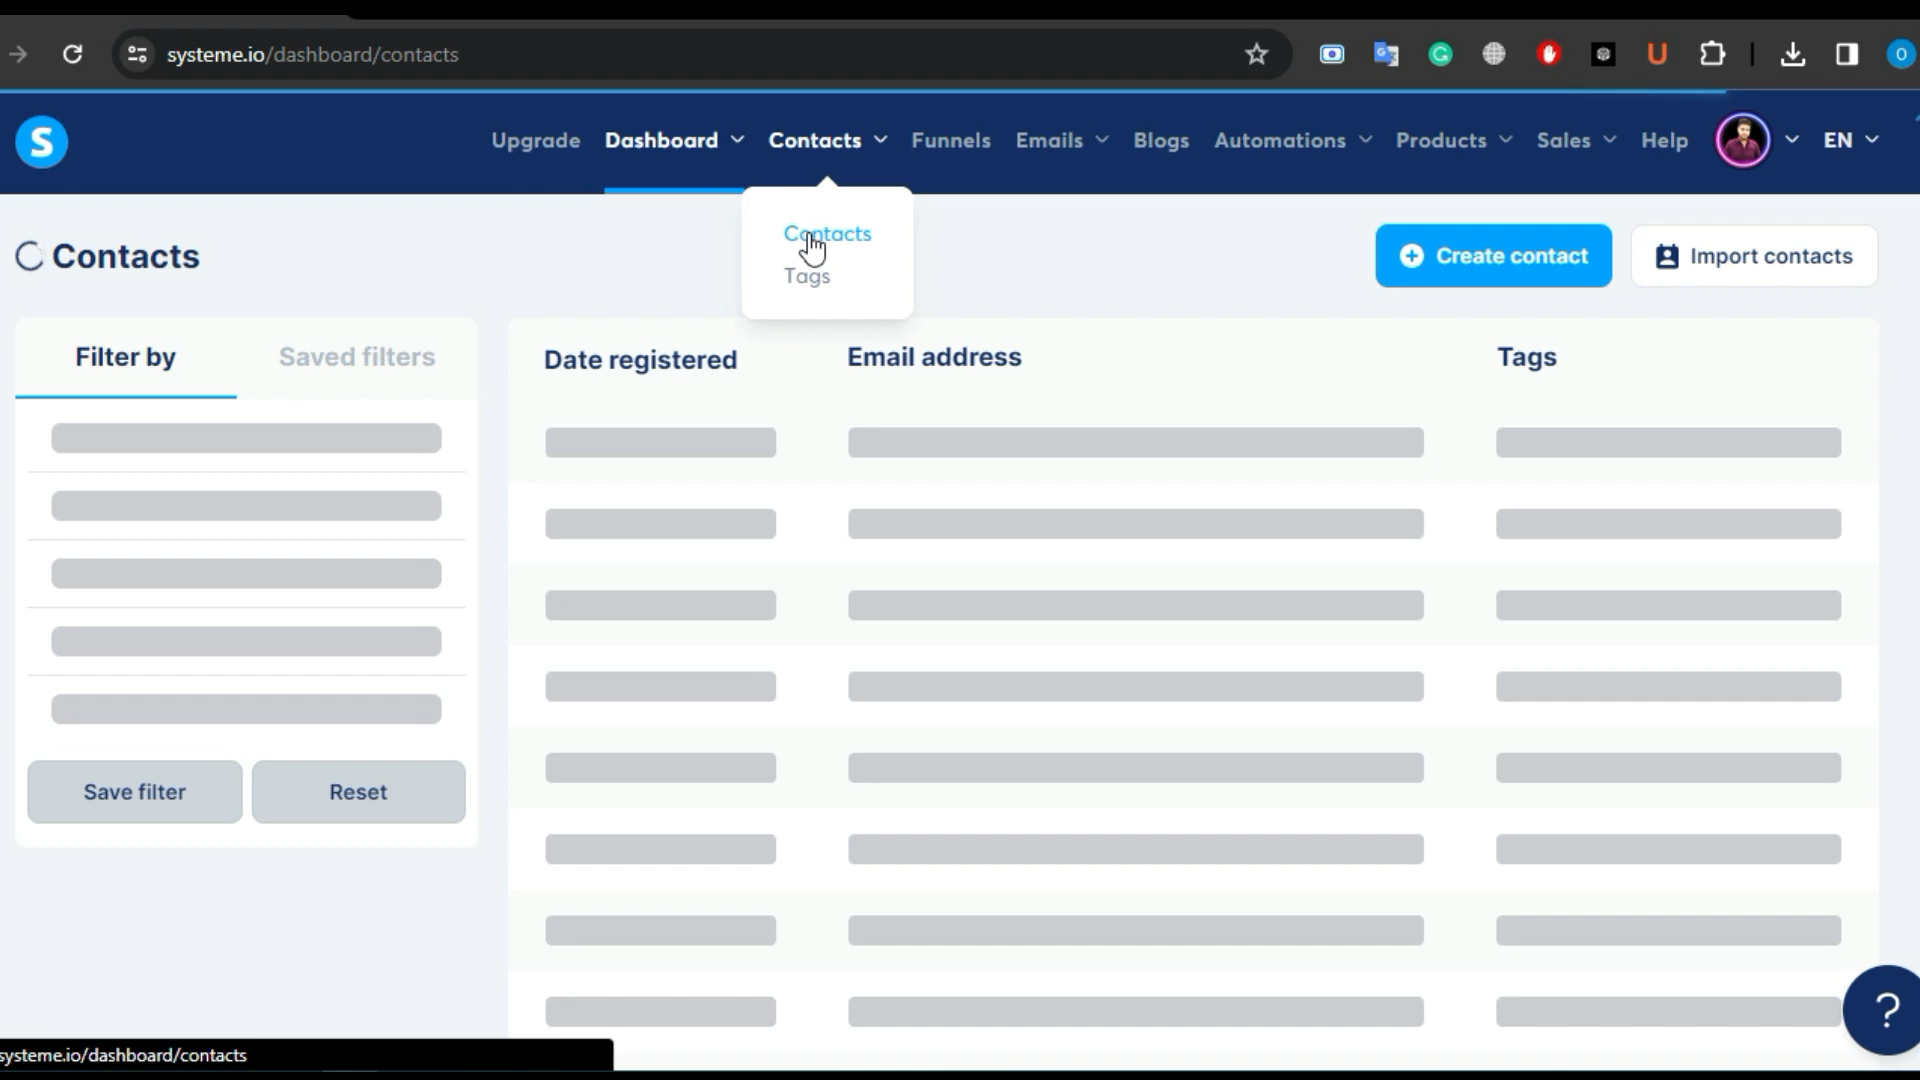 systeme.io/dashboard/contacts
S
Upgrade Dashboard Contacts Funnels Emails Blogs Automations Products Sales Help EN
Contacts
Tags
Contacts
Create contact
Import contacts
Filter by Saved filters
Date registered Email address Tags
Save filter Reset
?
systeme.io/dashboard/contacts